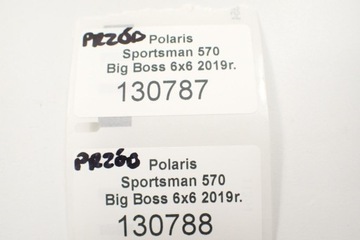 PRZÓD Polaris
Sportsman 570
Big Boss 6x6 2019r.
130787
PRZÓD Polaris
Sportsman 570
Big Boss 6x6 2019r.
130788